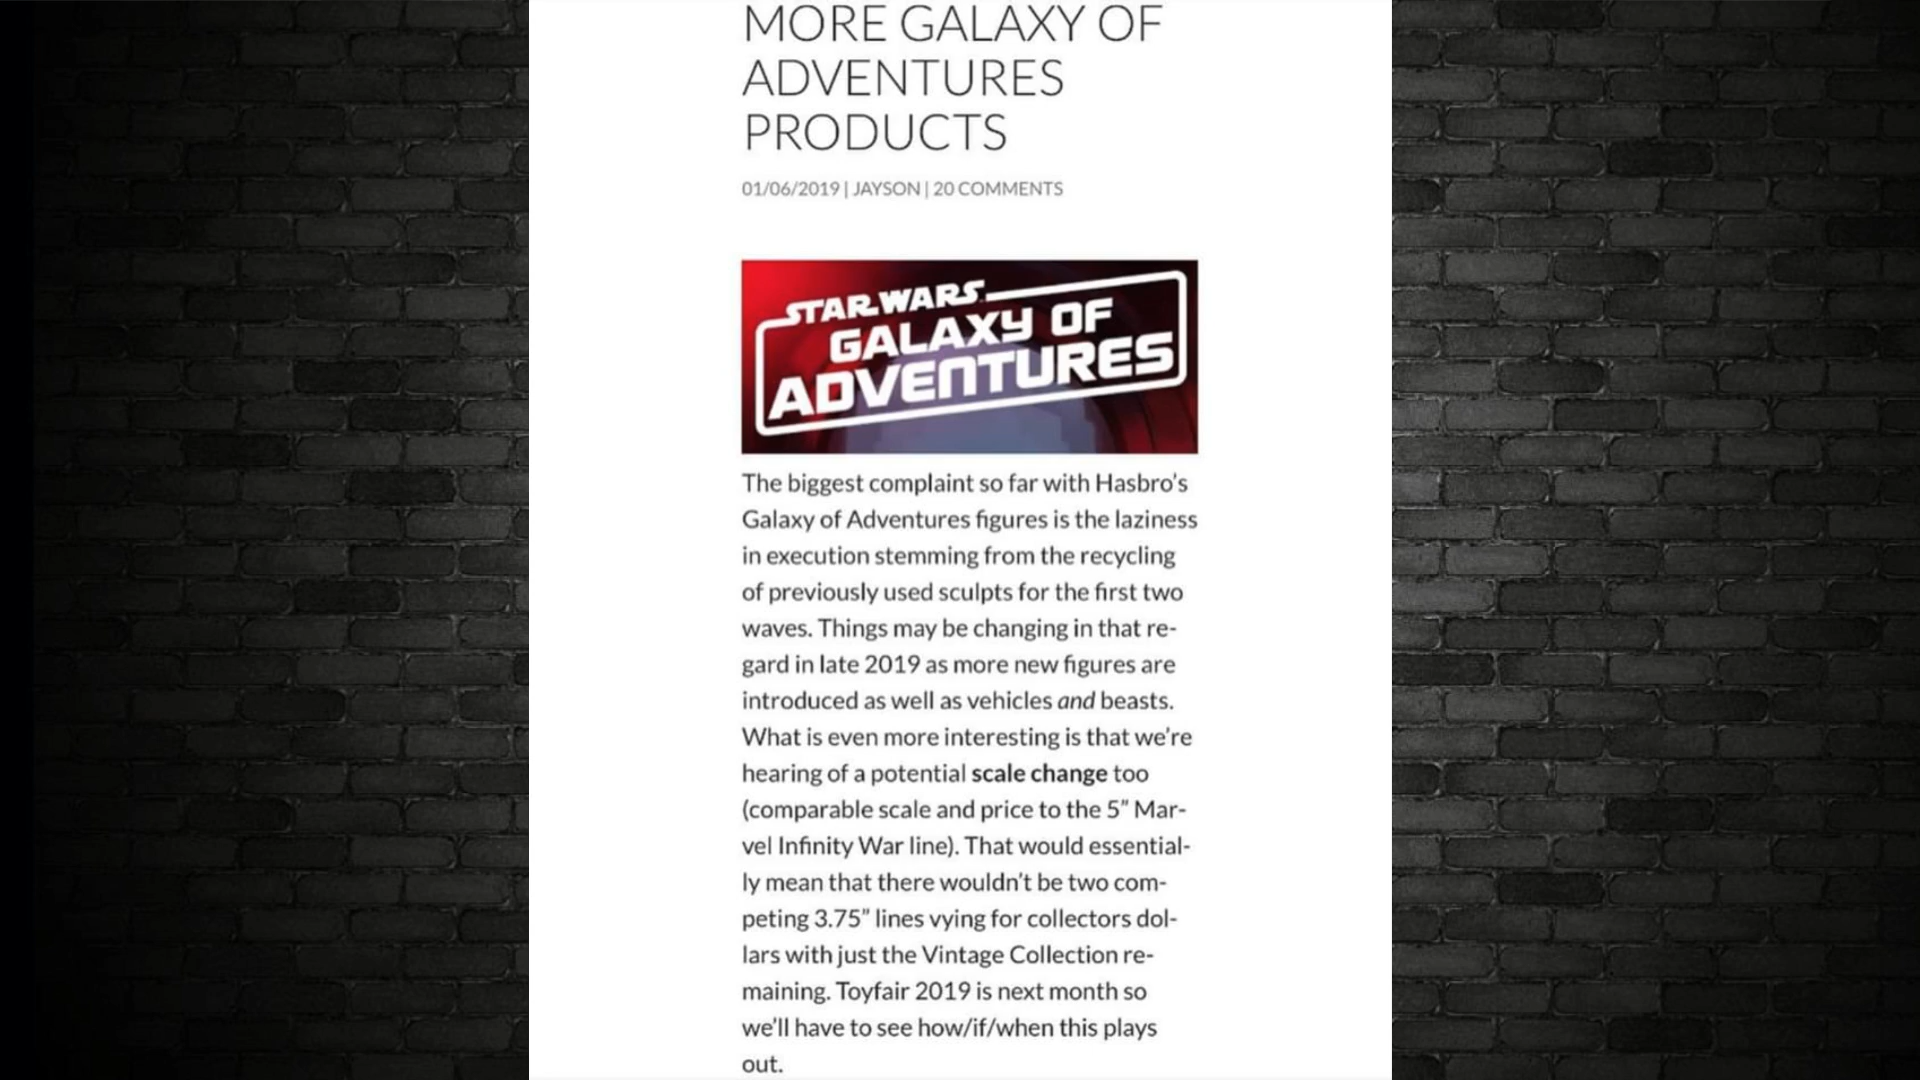 MORE GALAXY OF
ADVENTURES
PRODUCTS
01/06/2019 | JAYSON | 20 COMMENTS
STAR WARS
GALAXY OF
ADVENTURES
The biggest complaint so far with Hasbro's
Galaxy of Adventures figures is the laziness
in execution stemming from the recycling
of previously used sculpts for the first two
waves. Things may be changing in that re-
gard in late 2019 as more new figures are
introduced as well as vehicles and beasts.
What is even more interesting is that we're
hearing of a potential scale change too
(comparable scale and price to the 5" Mar-
vel Infinity War line). That would essential-
ly mean that there wouldn't be two com-
peting 3.75" lines vying for collectors dol-
lars with just the Vintage Collection re-
maining. Toyfair 2019 is next month so
we'll have to see how/if/when this plays
out.